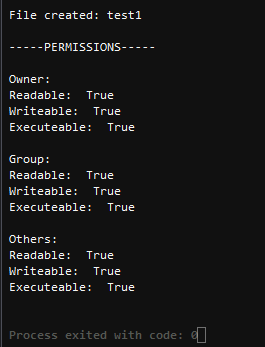 File created: test1
-----PERMISSIONS-----
Owner:
Readable:  True
Writeable:  True
Executeable:  True
Group:
Readable:  True
Writeable:  True
Executeable:  True
Others:
Readable:  True
Writeable:  True
Executeable:  True
Process exited with code: 0